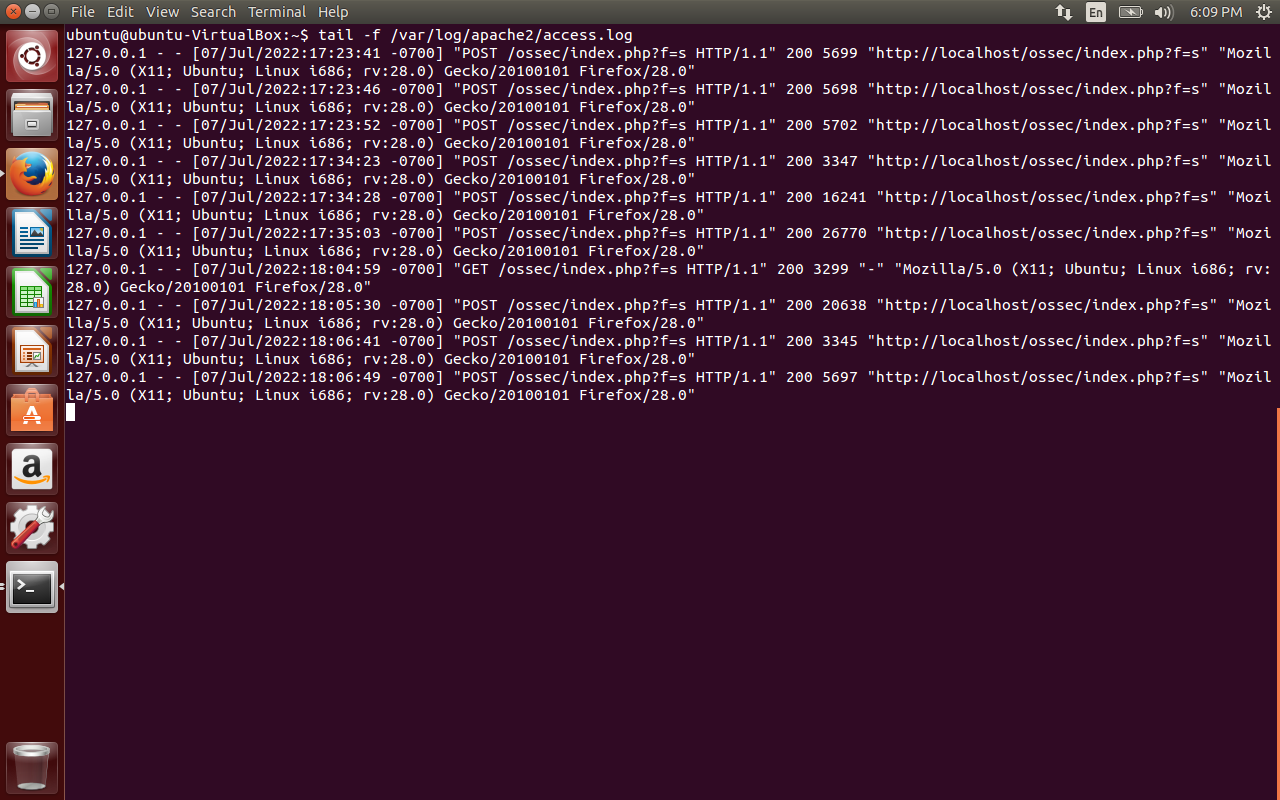 File Edit View Search Terminal Help
En
6:09 PM
ubuntu@ubuntu-VirtualBox:~$ tail -f /var/log/apache2/access.log
127.0.0.1 - - [07/Jul/2022:17:23:41 -0700] "POST /ossec/index.php?f=s HTTP/1.1" 200 5699 "http://localhost/ossec/index.php?f=s" "Mozil
la/5.0 (X11; Ubuntu; Linux i686; rv:28.0) Gecko/20100101 Firefox/28.0"
127.0.0.1 - - [07/Jul/2022:17:23:46 -0700] "POST /ossec/index.php?f=s HTTP/1.1" 200 5698 "http://localhost/ossec/index.php?f=s" "Mozil
la/5.0 (X11; Ubuntu; Linux i686; rv:28.0) Gecko/20100101 Firefox/28.0"
127.0.0.1 - - [07/Jul/2022:17:23:52 -0700] "POST /ossec/index.php?f=s HTTP/1.1" 200 5702 "http://localhost/ossec/index.php?f=s" "Mozil
la/5.0 (X11; Ubuntu; Linux i686; rv:28.0) Gecko/20100101 Firefox/28.0"
127.0.0.1 - - [07/Jul/2022:17:34:23 -0700] "POST /ossec/index.php?f=s HTTP/1.1" 200 3347 "http://localhost/ossec/index.php?f=s" "Mozil
la/5.0 (X11; Ubuntu; Linux i686; rv:28.0) Gecko/20100101 Firefox/28.0"
127.0.0.1 - - [07/Jul/2022:17:34:28 -0700] "POST /ossec/index.php?f=s HTTP/1.1" 200 16241 "http://localhost/ossec/index.php?f=s" "Mozi
lla/5.0 (X11; Ubuntu; Linux i686; rv:28.0) Gecko/20100101 Firefox/28.0"
127.0.0.1 - - [07/Jul/2022:17:35:03 -0700] "POST /ossec/index.php?f=s HTTP/1.1" 200 26770 "http://localhost/ossec/index.php?f=s" "Mozi
lla/5.0 (X11; Ubuntu; Linux i686; rv:28.0) Gecko/20100101 Firefox/28.0"
127.0.0.1 - - [07/Jul/2022:18:04:59 -0700] "GET /ossec/index.php?f=s HTTP/1.1" 200 3299 "-" "Mozilla/5.0 (X11; Ubuntu; Linux i686; rv:
28.0) Gecko/20100101 Firefox/28.0"
127.0.0.1 - - [07/Jul/2022:18:05:30 -0700] "POST /ossec/index.php?f=s HTTP/1.1" 200 20638 "http://localhost/ossec/index.php?f=s" "Mozi
lla/5.0 (X11; Ubuntu; Linux i686; rv:28.0) Gecko/20100101 Firefox/28.0"
127.0.0.1 - - [07/Jul/2022:18:06:41 -0700] "POST /ossec/index.php?f=s HTTP/1.1" 200 3345 "http://localhost/ossec/index.php?f=s" "Mozil
la/5.0 (X11; Ubuntu; Linux i686; rv:28.0) Gecko/20100101 Firefox/28.0"
127.0.0.1 - - [07/Jul/2022:18:06:49 -0700] "POST /ossec/index.php?f=s HTTP/1.1" 200 5697 "http://localhost/ossec/index.php?f=s" "Mozil
la/5.0 (X11; Ubuntu; Linux i686; rv:28.0) Gecko/20100101 Firefox/28.0"